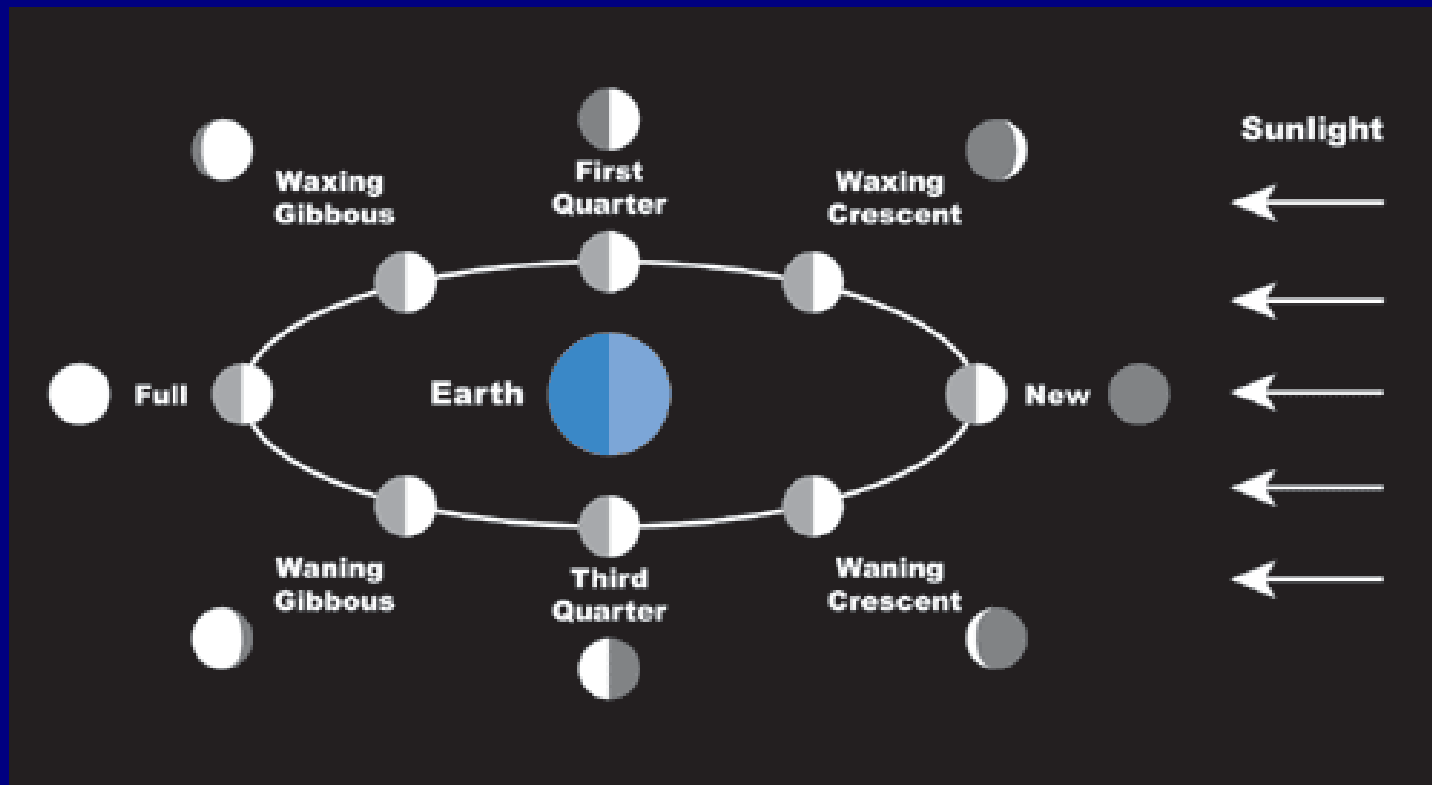 Sunlight
Waxing
Gibbous
First
Quarter
Waxing
Crescent
Full
Earth
New
Waning
Gibbous
Third
Quarter
Waning
Crescent